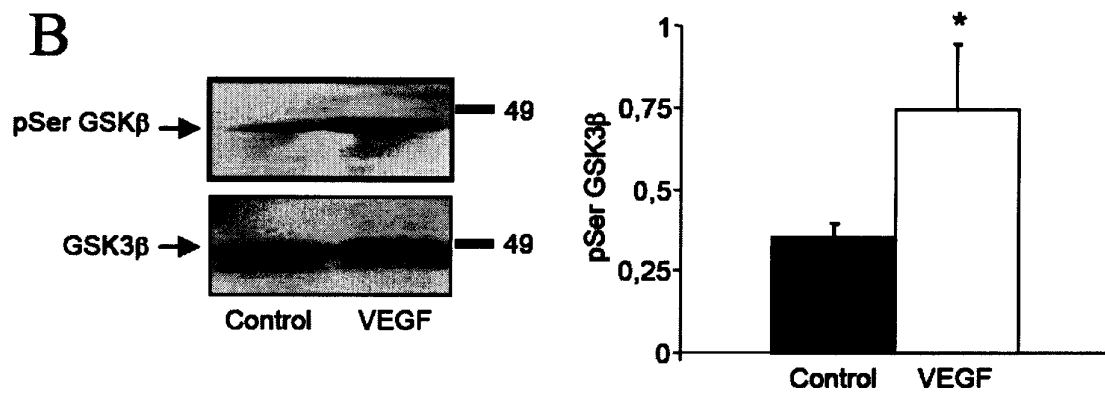 B
pSer GSKβ
49
GSK3β
49
Control VEGF
pSer GSK3β
1
0,75
0,5
0,25
0
*
Control VEGF